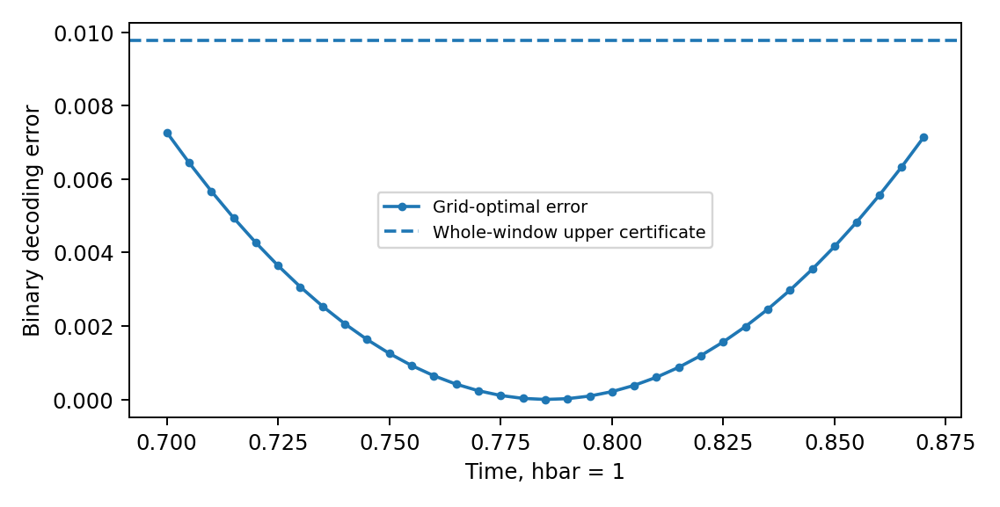 0.010
0.008
0.006
0.004
0.002
0.000
Binary decoding error
Grid-optimal error
Whole-window upper certificate
0.700 0.725 0.750 0.775 0.800 0.825 0.850 0.875
Time, hbar = 1